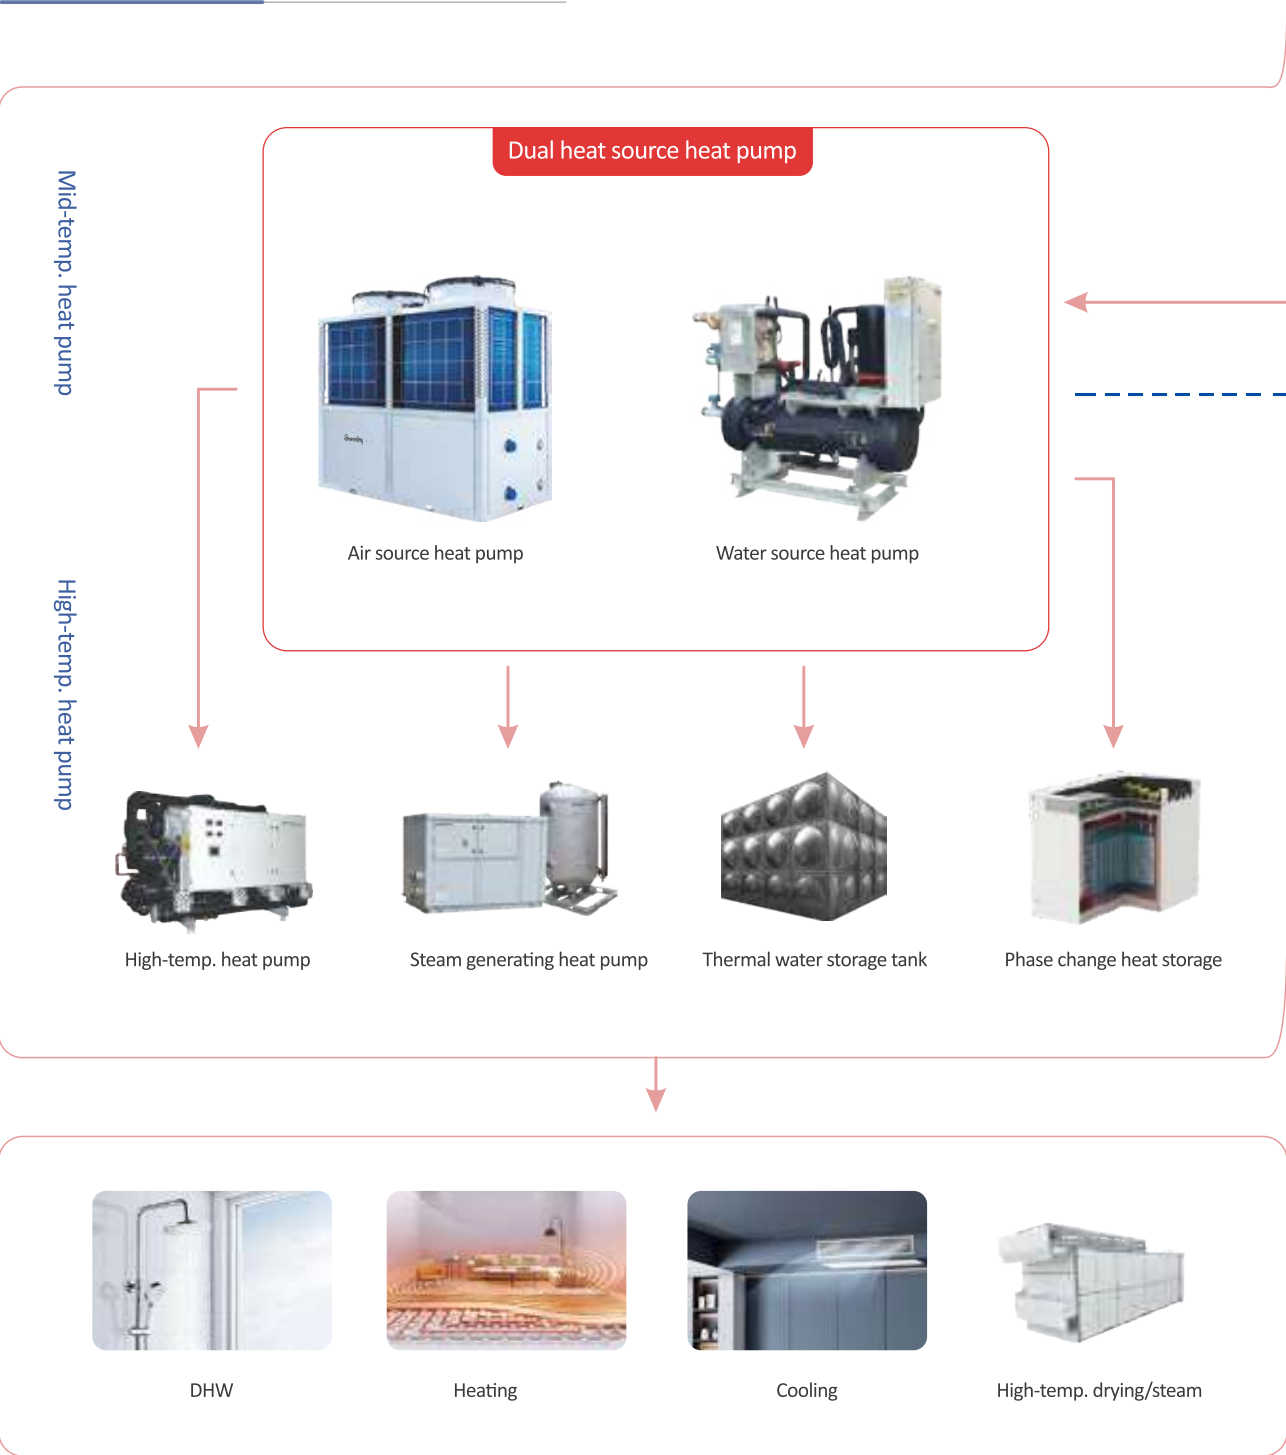 Dual heat source heat pump
Mid-temp. heat pump
Air source heat pump
Water source heat pump
High-temp. heat pump
High-temp. heat pump
Steam generating heat pump
Thermal water storage tank
Phase change heat storage
DHW
Heating
Cooling
High-temp. drying/steam